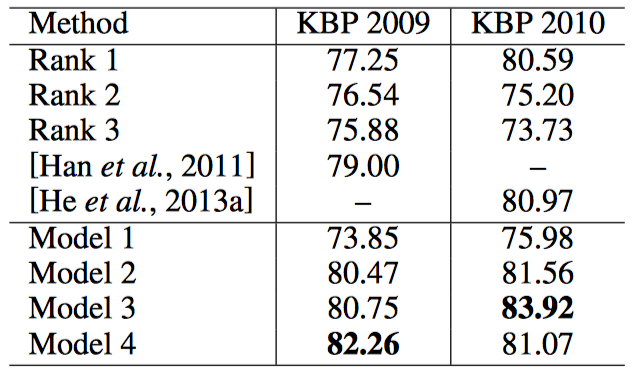 Method KBP 2009 KBP 2010
Rank 1 77.25 80.59
Rank 2 76.54 75.20
Rank 3 75.88 73.73
[Han et al., 2011] 79.00 –
[He et al., 2013a] – 80.97
Model 1 73.85 75.98
Model 2 80.47 81.56
Model 3 80.75 83.92
Model 4 82.26 81.07